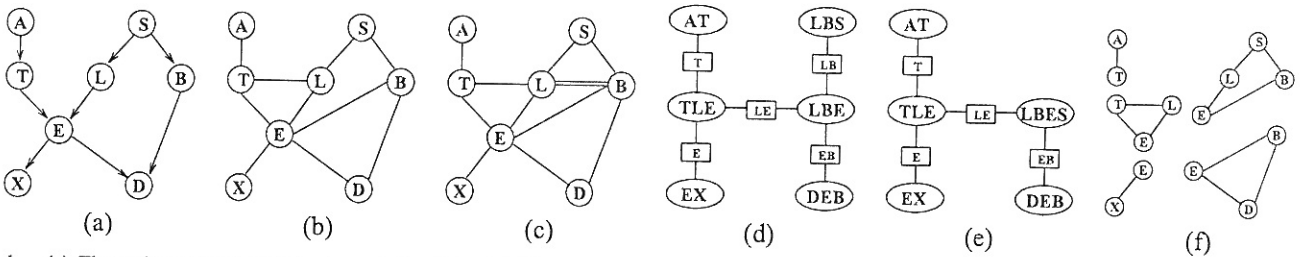 A S
T L B
E
X D
(a)
A S
T L B
E
X D
(b)
A S
T L B
E
X D
(c)
AT LBS
T LB
TLE LE LBE
E EB
EX DEB
(d)
AT
T
TLE LE LBES
E EB
EX DEB
(e)
A
T
T L
E
E
X
S
L B
E
B
E
D
(f)